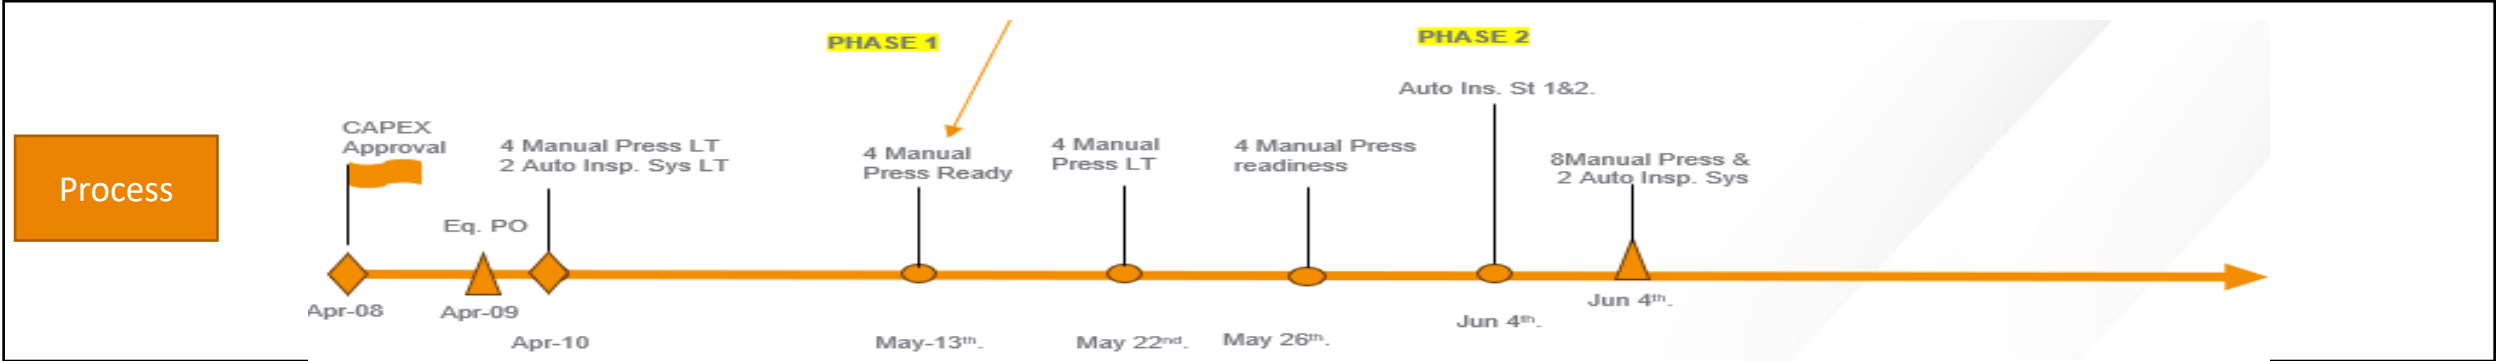 PHASE 1
PHASE 2
Process
CAPEX
Approval
Eq. PO
4 Manual Press LT
2 Auto Insp. Sys LT
4 Manual
Press Ready
4 Manual
Press LT
4 Manual Press
readiness
Auto Ins. St 1&2.
8Manual Press &
2 Auto Insp. Sys
Apr-08
Apr-09
Apr-10
May-13th.
May 22nd.
May 26th.
Jun 4th.
Jun 4th.